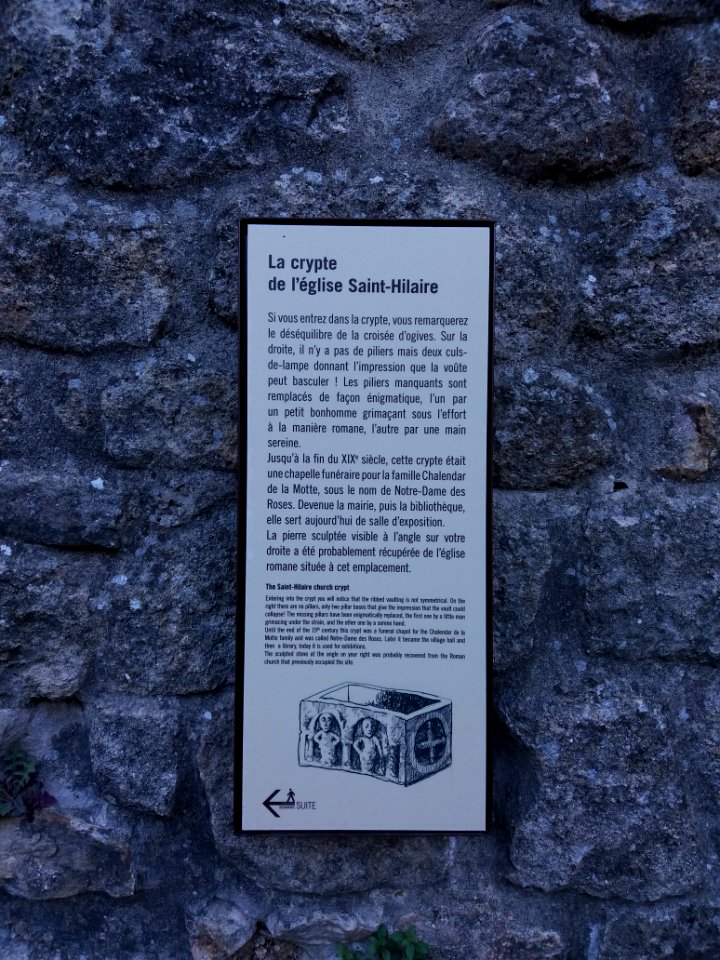 La crypte
de l'église Saint-Hilaire
Si vous entrez dans la crypte, vous remarquerez
le déséquilibre de la croisée d'ogives. Sur la
droite, il n'y a pas de piliers mais deux culs-
de-lampe donnant l'impression que la voûte
peut basculer ! Les piliers manquants sont
remplacés de façon énigmatique, l'un par
un petit bonhomme grimaçant sous l'effort
à la manière romane, l'autre par une main
sereine.
Jusqu'à la fin du XIXe siècle, cette crypte était
une chapelle funéraire pour la famille Chalendar
de la Motte, sous le nom de Notre-Dame des
Roses. Devenue la mairie, puis la bibliothèque,
elle sert aujourd'hui de salle d'exposition.
La pierre sculptée visible à l'angle sur votre
droite a été probablement récupérée de l'église
romane située à cet emplacement.
The Saint-Hilaire church crypt
Entering into the crypt you will notice that the ribbed vaulting is not symmetrical. On the
right there are no pillars, only two pillar bases that give the impression that the vault could
collapse! The missing pillars have been enigmatically replaced, the first one by a little man
grimacing under the strain, and the other one by a serene hand.
Until the end of the 19th century this crypt was a funeral chapel for the Chalendar de la
Motte family and was called Notre-Dame des Roses. Later it became the village hall and
then a library, today it is used for exhibitions.
The sculpted stone at the angle on your right was probably recovered from the Roman
church that previously occupied the site.
SUITE